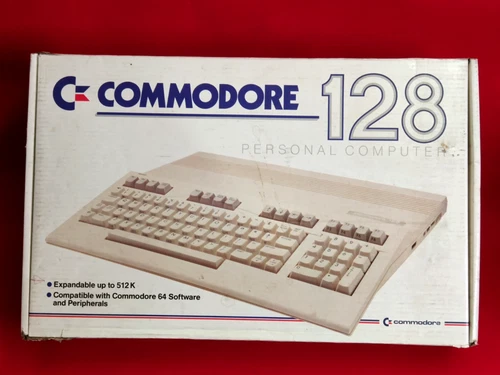 COMMODORE 128
PERSONAL COMPUTER
• Expandable up to 512K
• Compatible with Commodore 64 Software
and Peripherals
commodore